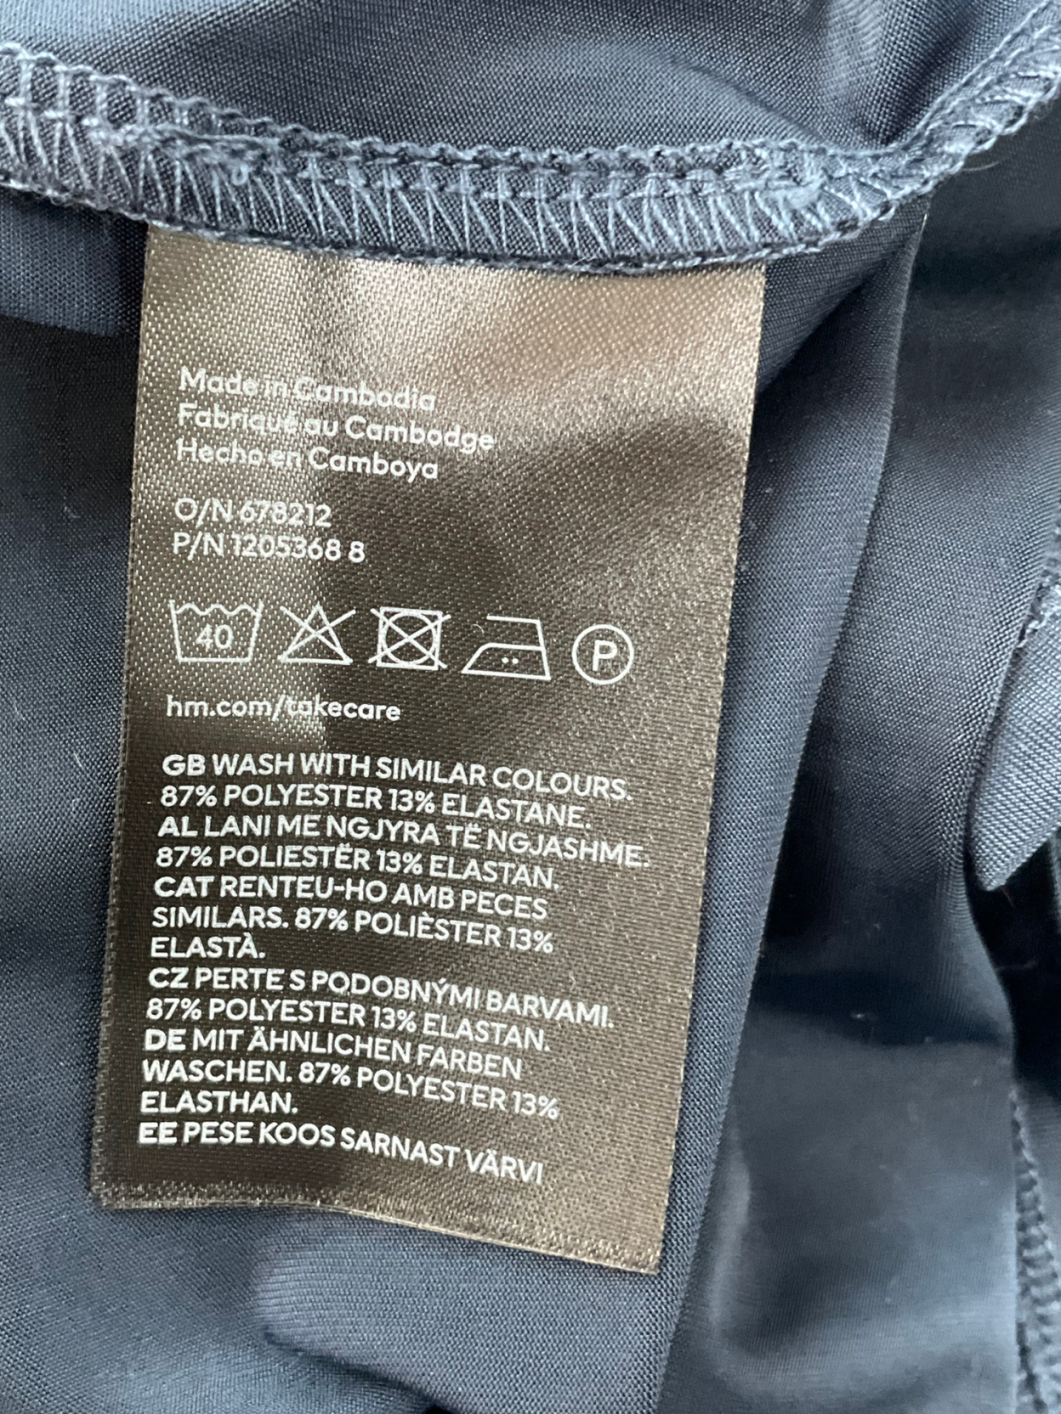 Made in Cambodia
Fabriqué au Cambodge
Hecho en Camboya
O/N 678212
P/N 1205368 8
40 P
hm.com/takecare
GB WASH WITH SIMILAR COLOURS.
87% POLYESTER 13% ELASTANE.
AL LANI ME NGJYRA TË NGJASHME.
87% POLIESTËR 13% ELASTAN.
CAT RENTEU-HO AMB PECES
SIMILARS. 87% POLIÈSTER 13%
ELASTÀ.
CZ PERTE S PODOBNÝMI BARVAMI.
87% POLYESTER 13% ELASTAN.
DE MIT ÄHNLICHEN FARBEN
WASCHEN. 87% POLYESTER 13%
ELASTHAN.
EE PESE KOOS SARNAST VÄRVI